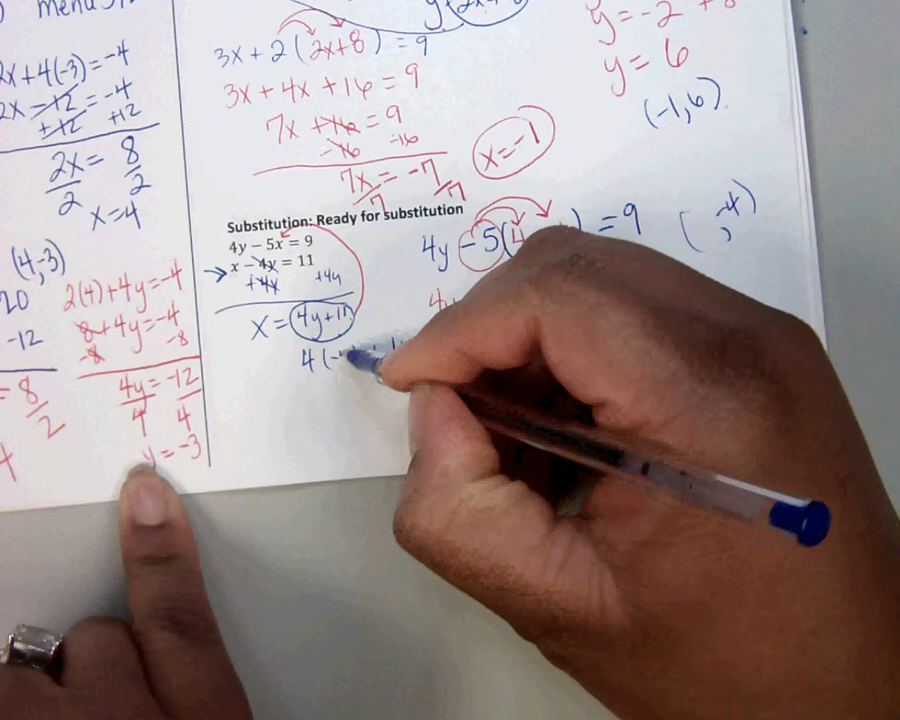 menu
2x+4(-3)=-4
2x-12=-4
+12 +12
2x = 8
2 2
x=4
(4,-3)
20
-12
= 8
2
4
2(4)+4y=-4
8+4y=-4
-8 -8
4y=-12
4 4
y=-3
3x+2(2x+8)=9
3x+4x+16=9
7x+16=9
-16 -16
7x=-7
7 7
x=-1
y=-2
y=6
(-1,6)
Substitution: Ready for substitution
4y – 5x = 9
x – 4y = 11
+4y +4y
x=4y+11
4(-
4y-5(4 )=9
4y
( ,-4)